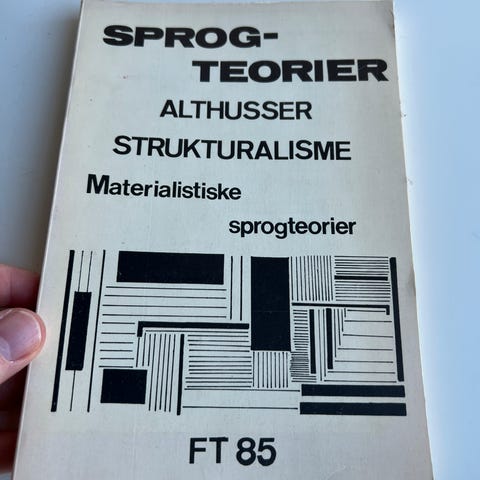 SPROG-
TEORIER
ALTHUSSER
STRUKTURALISME
Materialistiske
sprogteorier
FT 85